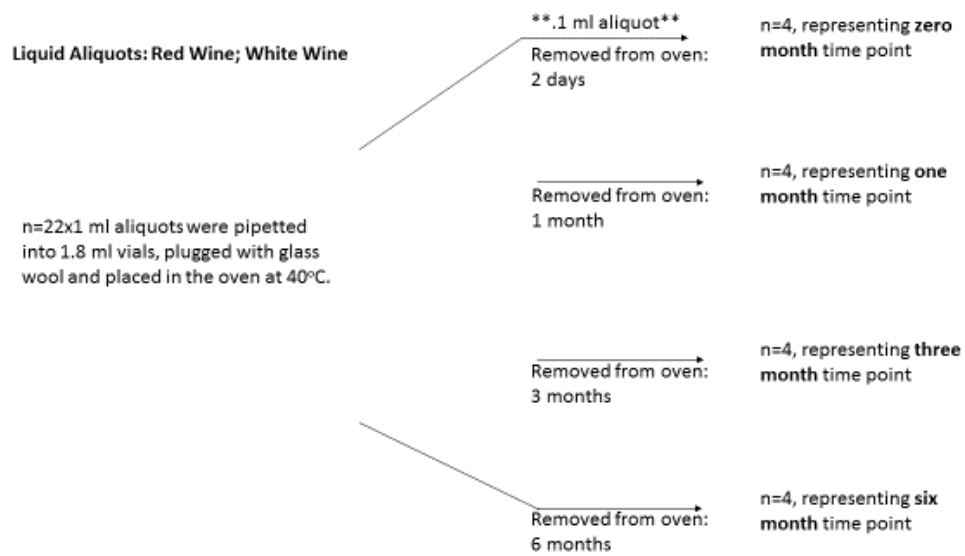 **.1 ml aliquot**
n=4, representing zero
month time point
Liquid Aliquots: Red Wine; White Wine
Removed from oven:
2 days
n=4, representing one
month time point
Removed from oven:
1 month
n=22x1 ml aliquots were pipetted
into 1.8 ml vials, plugged with glass
wool and placed in the oven at 40°C.
n=4, representing three
month time point
Removed from oven:
3 months
n=4, representing six
month time point
Removed from oven:
6 months